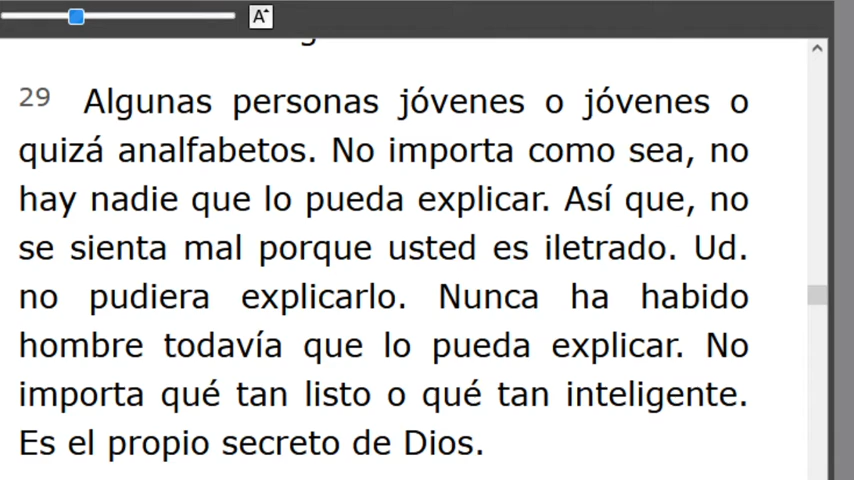 A
29 Algunas personas jóvenes o jóvenes o
quizá analfabetos. No importa como sea, no
hay nadie que lo pueda explicar. Así que, no
se sienta mal porque usted es iletrado. Ud.
no pudiera explicarlo. Nunca ha habido
hombre todavía que lo pueda explicar. No
importa qué tan listo o qué tan inteligente.
Es el propio secreto de Dios.